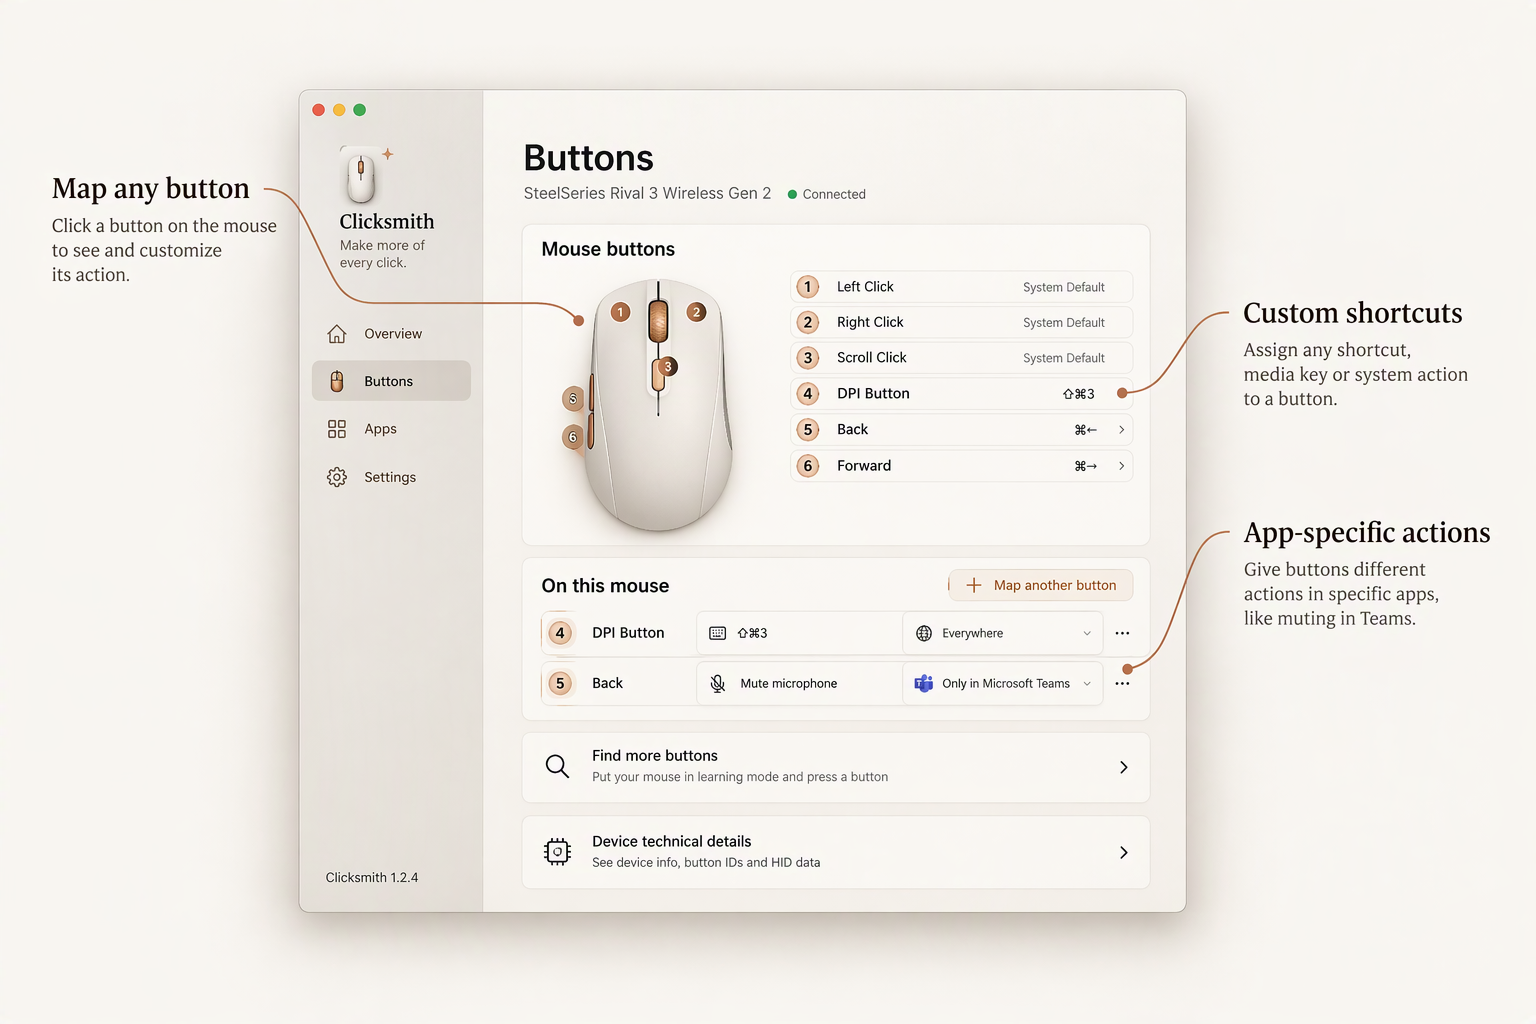 Map any button
Click a button on the mouse
to see and customize
its action.
Clicksmith
Make more of
every click.
Overview
Buttons
Apps
Settings
Clicksmith 1.2.4
Buttons
SteelSeries Rival 3 Wireless Gen 2 Connected
Mouse buttons
1 2
3
5
6
1 Left Click System Default
2 Right Click System Default
3 Scroll Click System Default
4 DPI Button ⇧⌘3
5 Back ⌘←
6 Forward ⌘→
On this mouse
Map another button
4 DPI Button ⇧⌘3 Everywhere
5 Back Mute microphone Only in Microsoft Teams
Find more buttons
Put your mouse in learning mode and press a button
Device technical details
See device info, button IDs and HID data
Custom shortcuts
Assign any shortcut,
media key or system action
to a button.
App-specific actions
Give buttons different
actions in specific apps,
like muting in Teams.